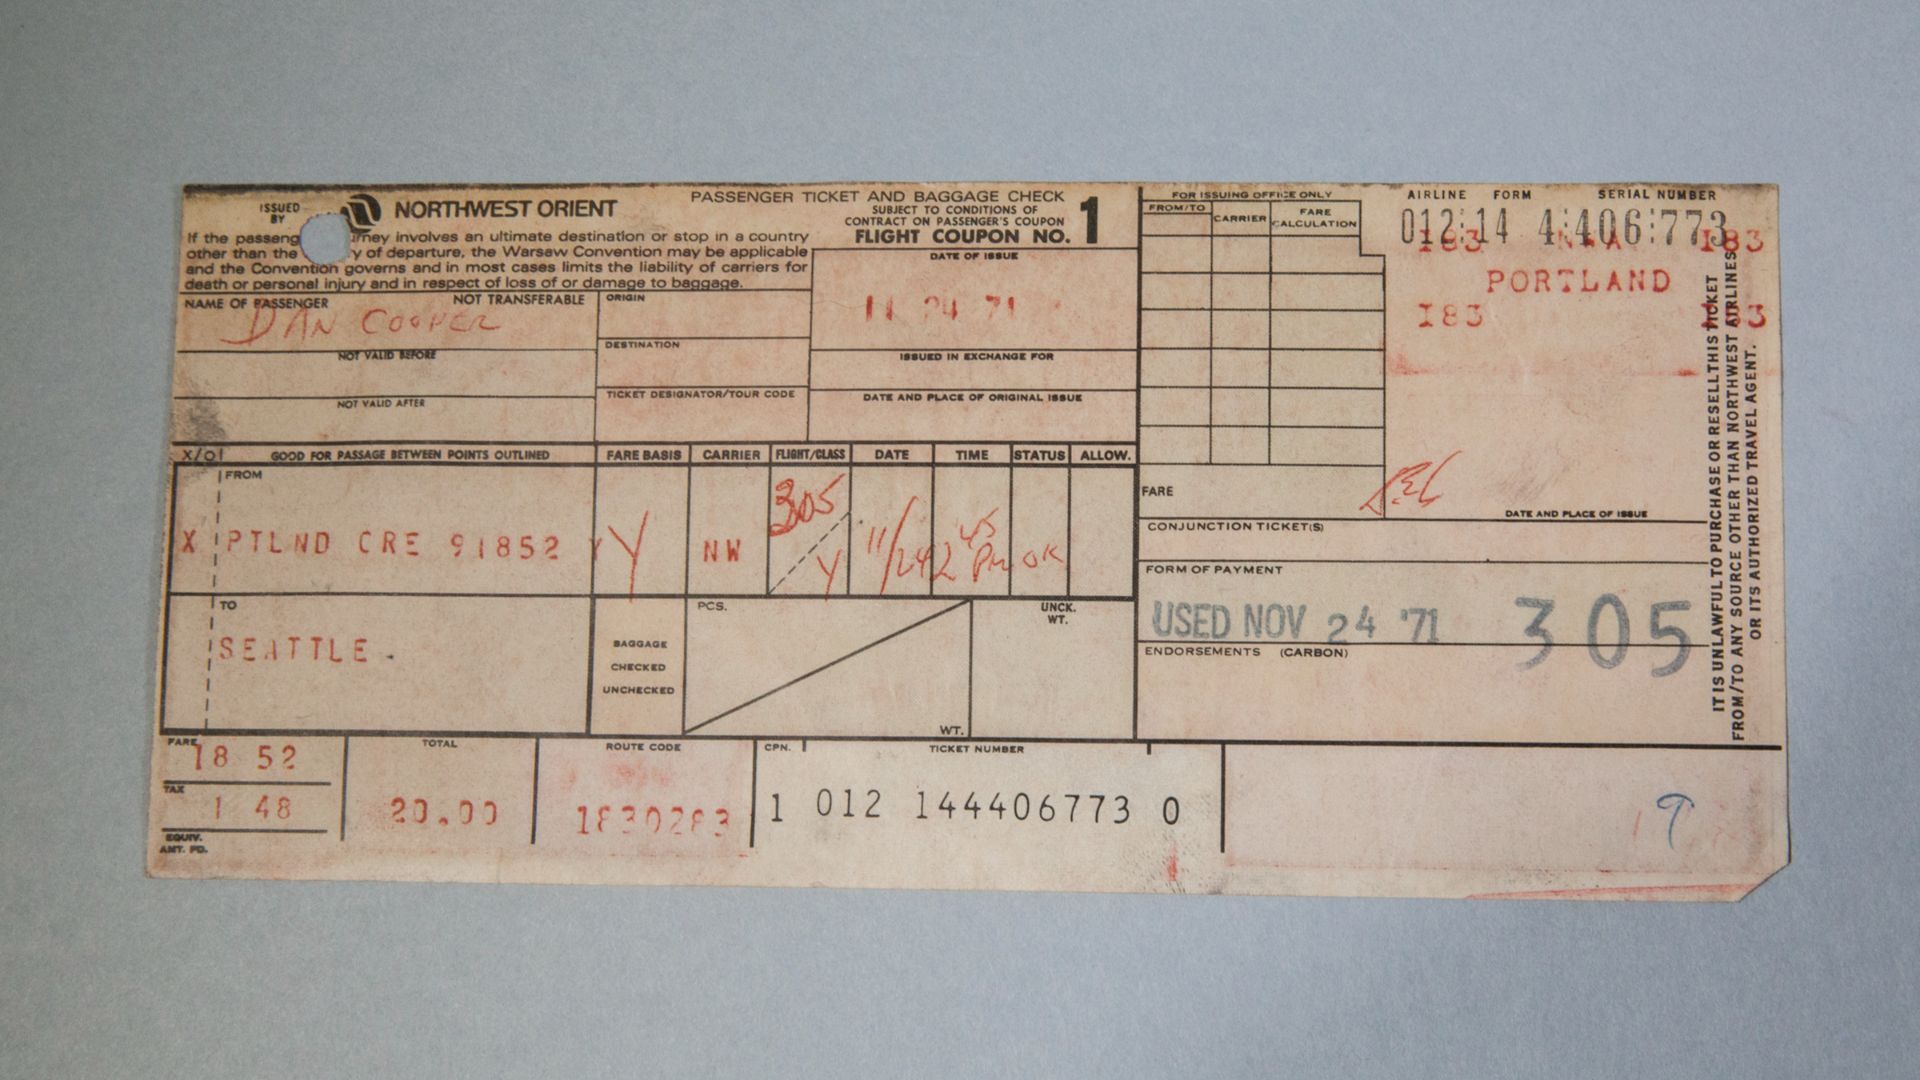 ISSUED BY
NORTHWEST ORIENT
PASSENGER TICKET AND BAGGAGE CHECK
SUBJECT TO CONDITIONS OF
CONTRACT ON PASSENGER'S COUPON
FLIGHT COUPON NO. 1
If the passeng urney involves an ultimate destination or stop in a country
other than the y of departure, the Warsaw Convention may be applicable
and the Convention governs and in most cases limits the liability of carriers for
death or personal injury and in respect of loss of or damage to baggage.
NAME OF PASSENGER NOT TRANSFERABLE
DAN COOPER
NOT VALID BEFORE
NOT VALID AFTER
ORIGIN
DESTINATION
TICKET DESIGNATOR/TOUR CODE
DATE OF ISSUE
11 24 71
ISSUED IN EXCHANGE FOR
DATE AND PLACE OF ORIGINAL ISSUE
FOR ISSUING OFFICE ONLY
FROM/TO CARRIER FARE CALCULATION
AIRLINE FORM SERIAL NUMBER
012:14 4:406:773
I83 NWA I83
PORTLAND
I83 I83
FARE
DATE AND PLACE OF ISSUE
CONJUNCTION TICKET(S)
FORM OF PAYMENT
USED NOV 24 '71 305
ENDORSEMENTS (CARBON)
IT IS UNLAWFUL TO PURCHASE OR RESELL THIS TICKET
FROM/TO ANY SOURCE OTHER THAN NORTHWEST AIRLINES
OR ITS AUTHORIZED TRAVEL AGENT.
X/O GOOD FOR PASSAGE BETWEEN POINTS OUTLINED FARE BASIS CARRIER FLIGHT/CLASS DATE TIME STATUS ALLOW.
FROM
X PTLND CRE 91852 Y Y NW 305 Y 11/24 2 45 PM OK
TO
SEATTLE
BAGGAGE
CHECKED
UNCHECKED
PCS.
WT.
UNCK. WT.
FARE 18 52
TAX 1 48
EQUIV. AMT. PD.
TOTAL
20.00
ROUTE CODE
1830283
CPN. TICKET NUMBER
1 012 144406773 0